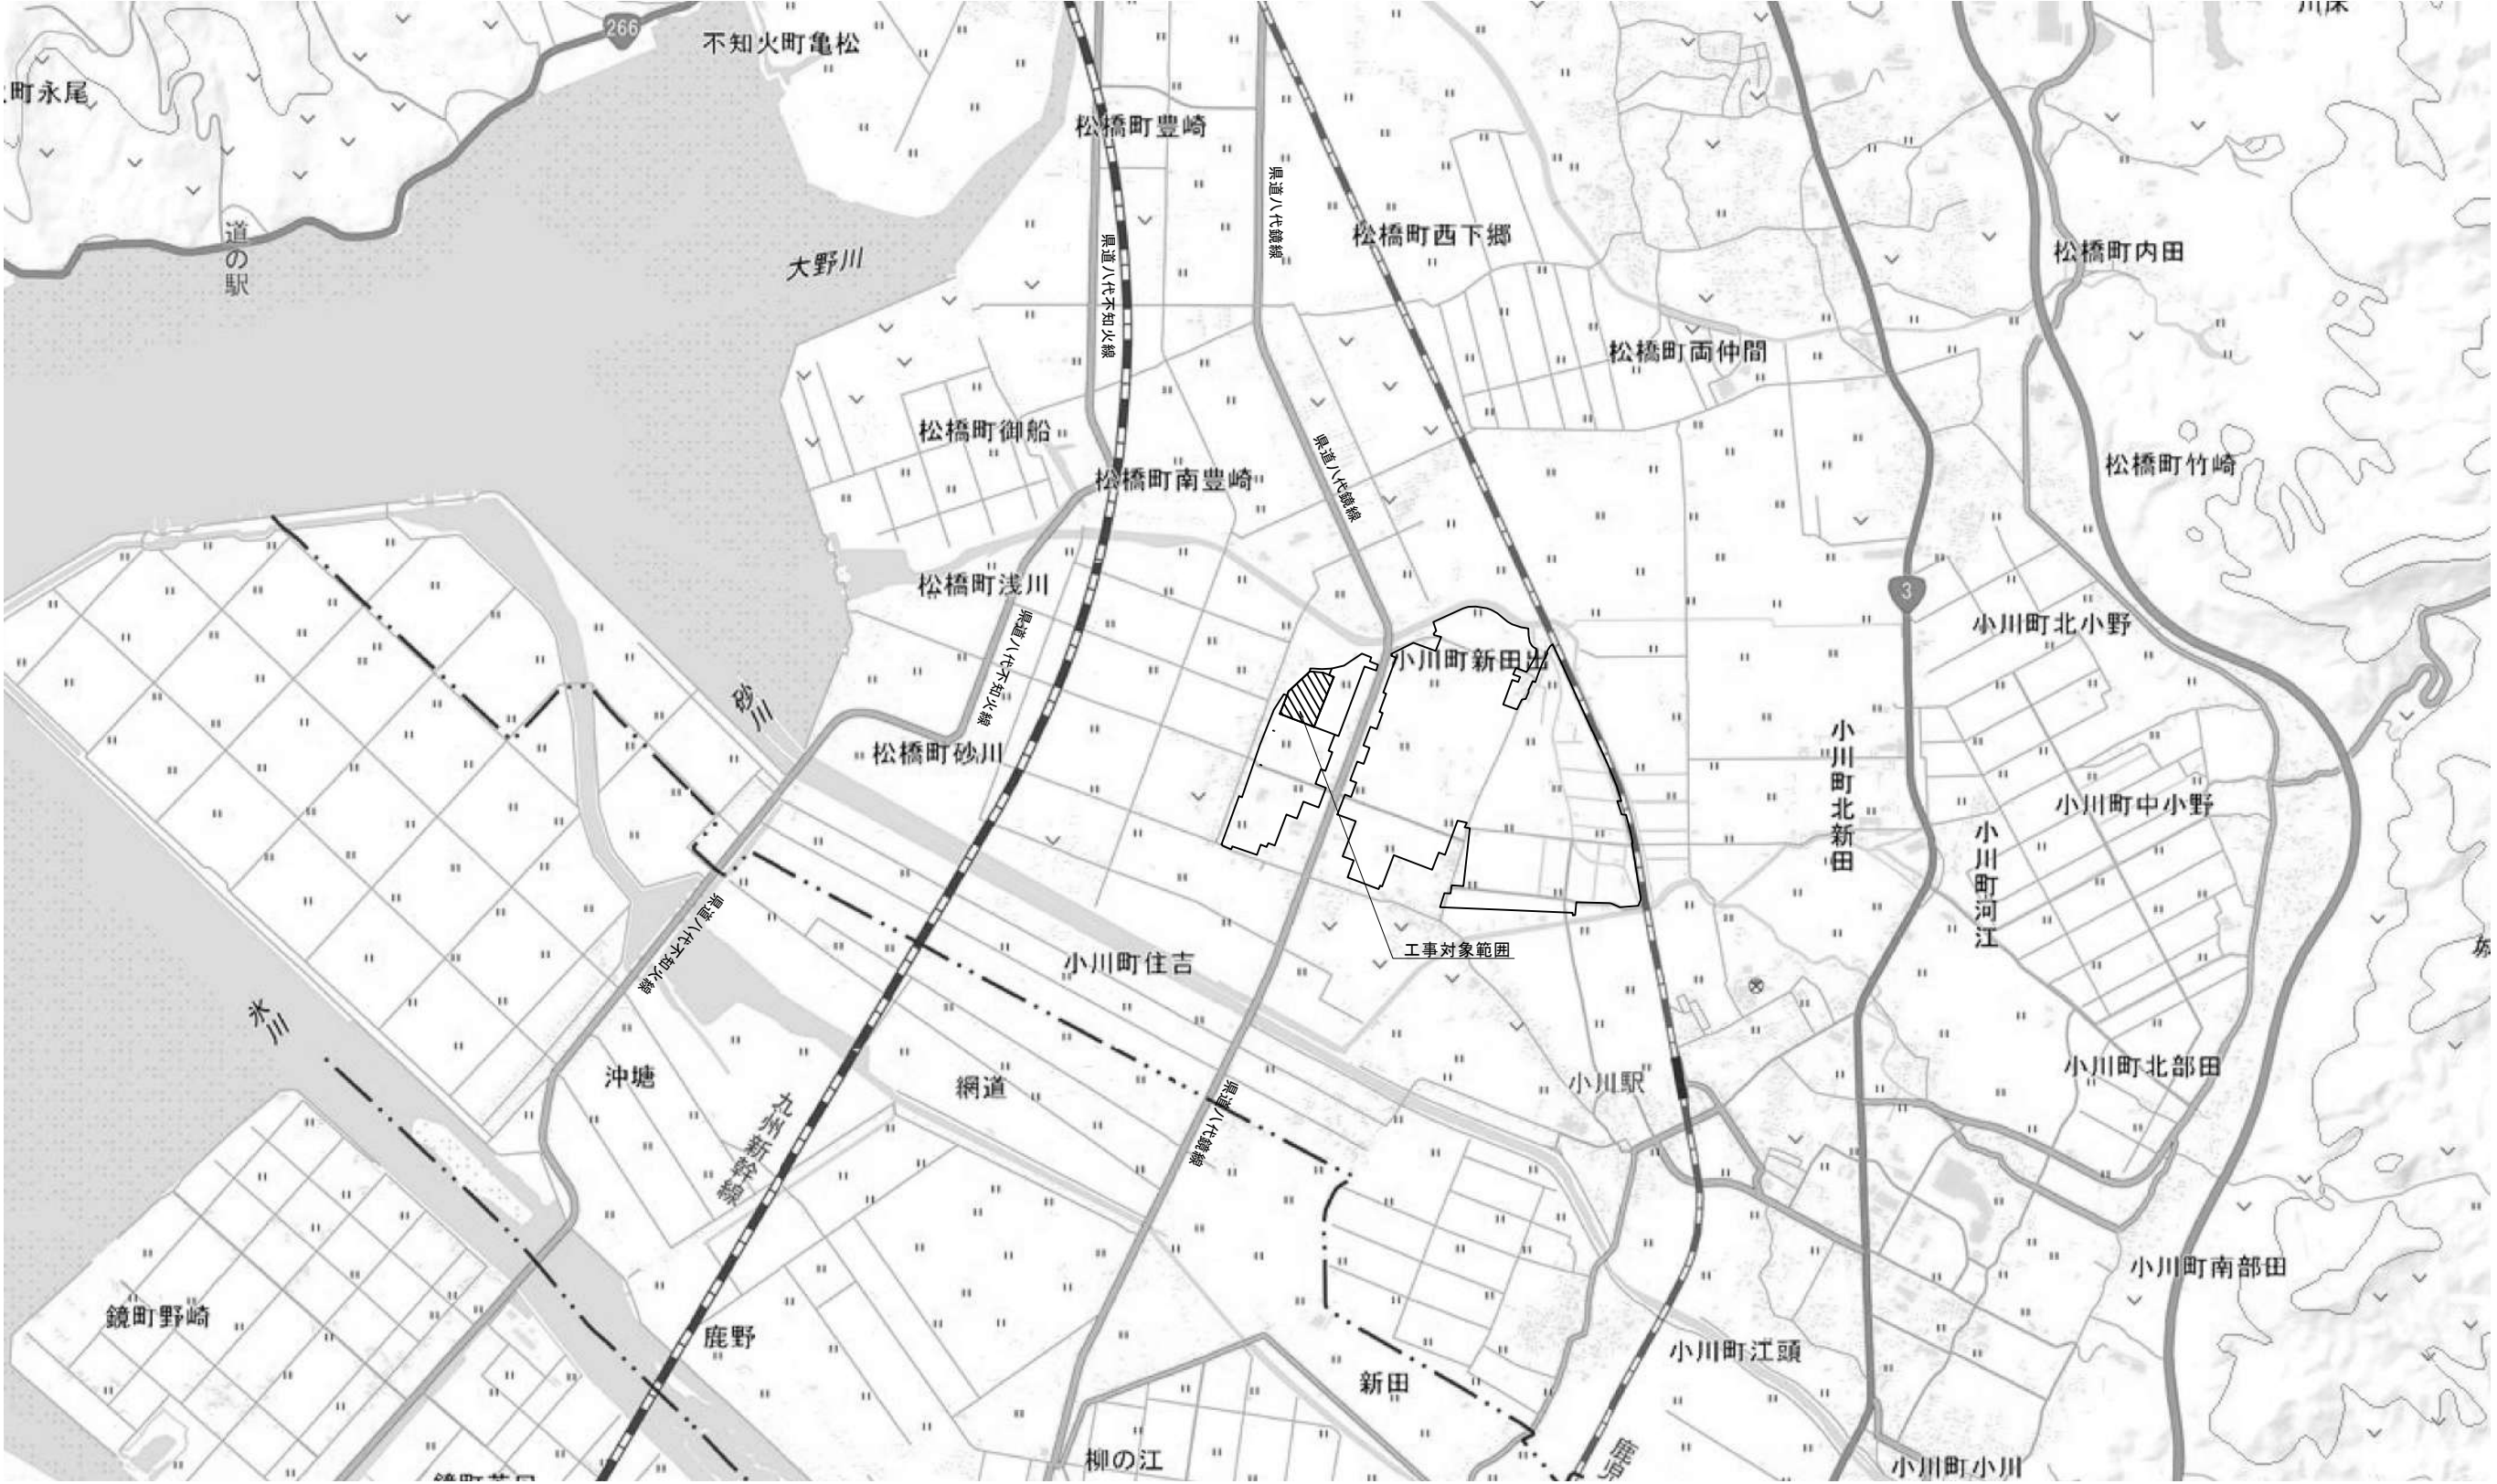 266
不知火町亀松
町永尾
松橋町豊崎
県道八代鏡線
道の駅
大野川
県道八代不知火線
松橋町西下郷
松橋町内田
松橋町両仲間
松橋町御船
松橋町南豊崎
県道八代鏡線
松橋町竹崎
松橋町浅川
3
小川町北小野
県道八代不知火線
小川町新田出
砂川
松橋町砂川
小川町北新田
小川町中小野
小川町河江
県道八代不知火線
工事対象範囲
小川町住吉
氷川
沖塘
網道
小川駅
小川町北部田
九州新幹線
県道八代鏡線
鏡町野崎
鹿野
小川町南部田
新田
小川町江頭
柳の江
小川町小川